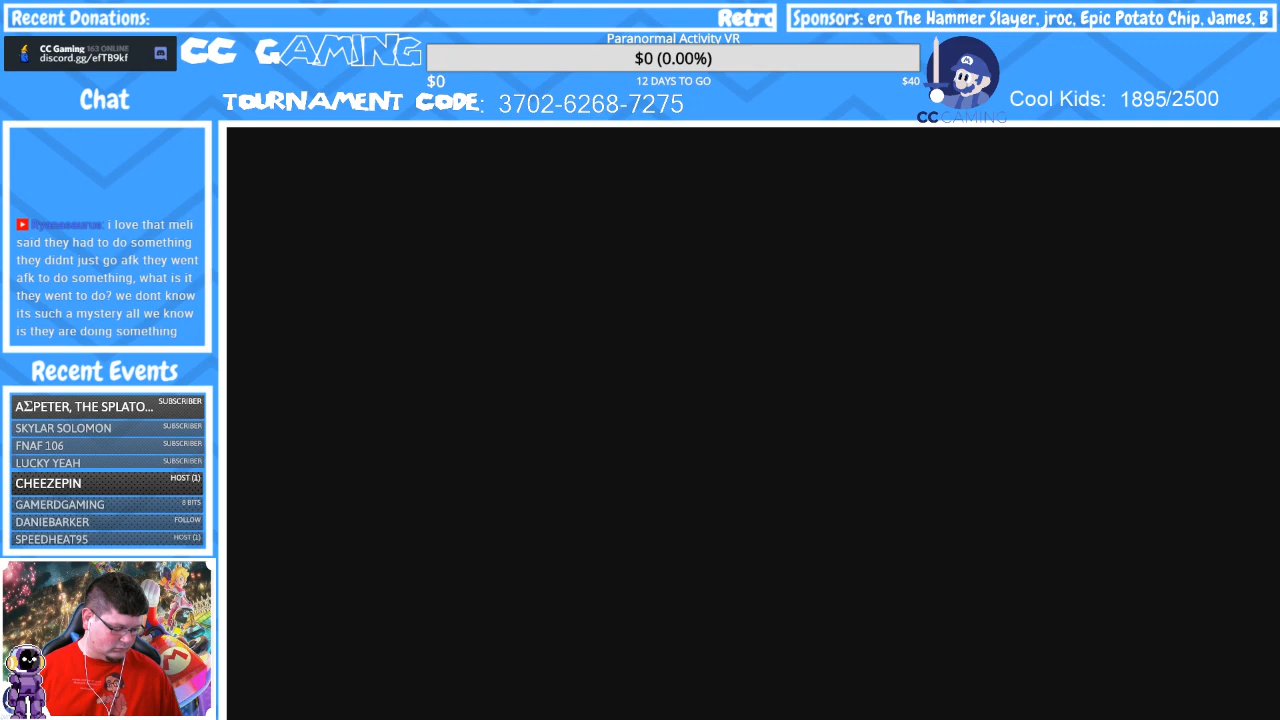 Recent Donations:
Retro
Sponsors: ero The Hammer Slayer, jroc, Epic Potato Chip, James, B
CC Gaming 163 ONLINE
discord.gg/efTB9kf
CC GAMING
Paranormal Activity VR
$0 (0.00%)
$0
12 DAYS TO GO
$40
TOURNAMENT CODE: 3702-6268-7275
CC GAMING
Cool Kids: 1895/2500
Chat
Ryanosaurus: i love that meli
said they had to do something
they didnt just go afk they went
afk to do something, what is it
they went to do? we dont know
its such a mystery all we know
is they are doing something
Recent Events
AΣPETER, THE SPLATO... SUBSCRIBER
SKYLAR SOLOMON SUBSCRIBER
FNAF 106 SUBSCRIBER
LUCKY YEAH SUBSCRIBER
CHEEZEPIN HOST (1)
GAMERDGAMING 6 BITS
DANIEBARKER FOLLOW
SPEEDHEAT95 HOST (1)